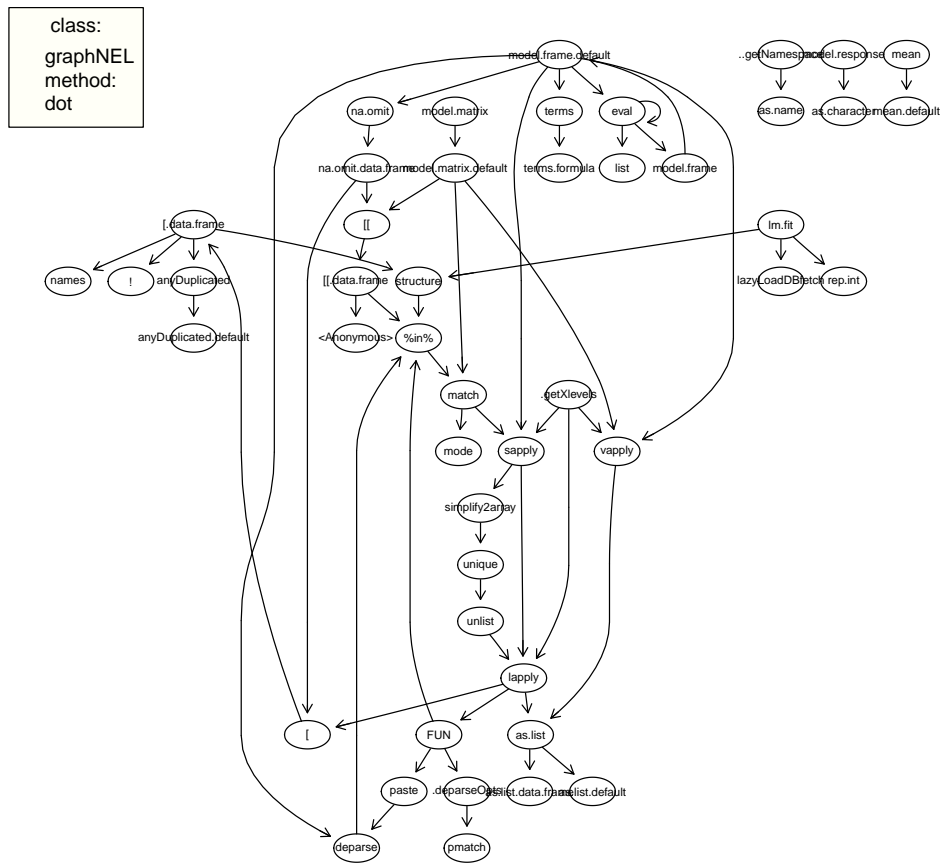 class:
graphNEL
method:
dot
model.frame.default
..getNamespace
model.response
mean
na.omit
model.matrix
terms
eval
as.name
as.character
mean.default
na.omit.data.frame
model.matrix.default
terms.formula
list
model.frame
[.data.frame
[[
lm.fit
names
!
anyDuplicated
[[.data.frame
structure
lazyLoadDBfetch
rep.int
anyDuplicated.default
<Anonymous>
%in%
match
.getXlevels
mode
sapply
vapply
simplify2array
unique
unlist
lapply
[
FUN
as.list
paste
.deparseOpts
as.list.data.frame
as.list.default
deparse
pmatch